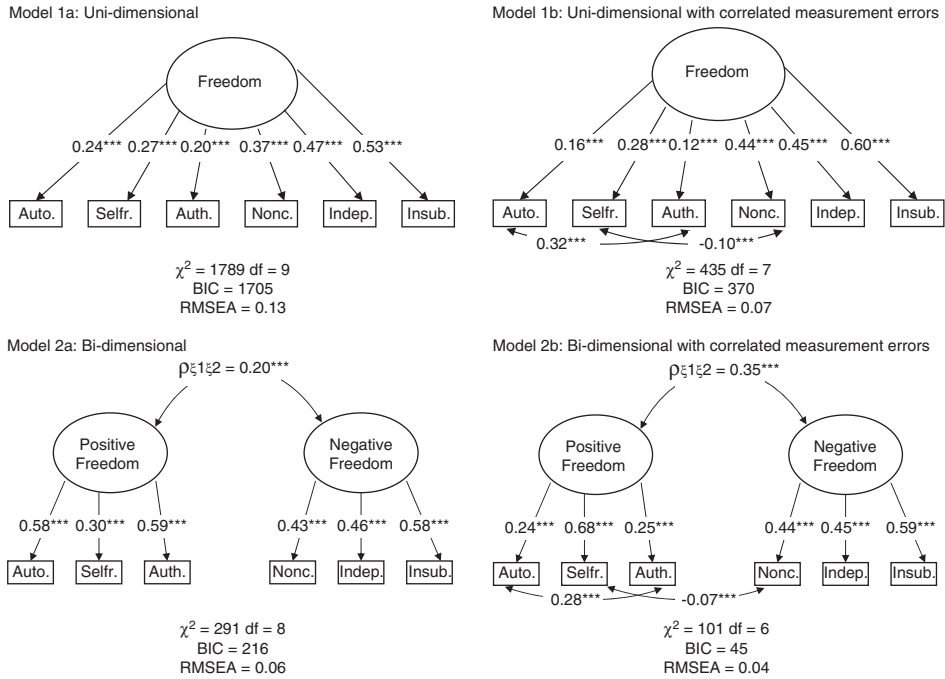 Model 1a: Uni-dimensional
Freedom
0.24*** 0.27*** 0.20*** 0.37*** 0.47*** 0.53***
Auto. Selfr. Auth. Nonc. Indep. Insub.
χ² = 1789 df = 9
BIC = 1705
RMSEA = 0.13
Model 1b: Uni-dimensional with correlated measurement errors
Freedom
0.16*** 0.28*** 0.12*** 0.44*** 0.45*** 0.60***
Auto. Selfr. Auth. Nonc. Indep. Insub.
0.32*** -0.10***
χ² = 435 df = 7
BIC = 370
RMSEA = 0.07
Model 2a: Bi-dimensional
ρξ1ξ2 = 0.20***
Positive
Freedom
Negative
Freedom
0.58*** 0.30*** 0.59*** 0.43*** 0.46*** 0.58***
Auto. Selfr. Auth. Nonc. Indep. Insub.
χ² = 291 df = 8
BIC = 216
RMSEA = 0.06
Model 2b: Bi-dimensional with correlated measurement errors
ρξ1ξ2 = 0.35***
Positive
Freedom
Negative
Freedom
0.24*** 0.68*** 0.25*** 0.44*** 0.45*** 0.59***
Auto. Selfr. Auth. Nonc. Indep. Insub.
0.28*** -0.07***
χ² = 101 df = 6
BIC = 45
RMSEA = 0.04